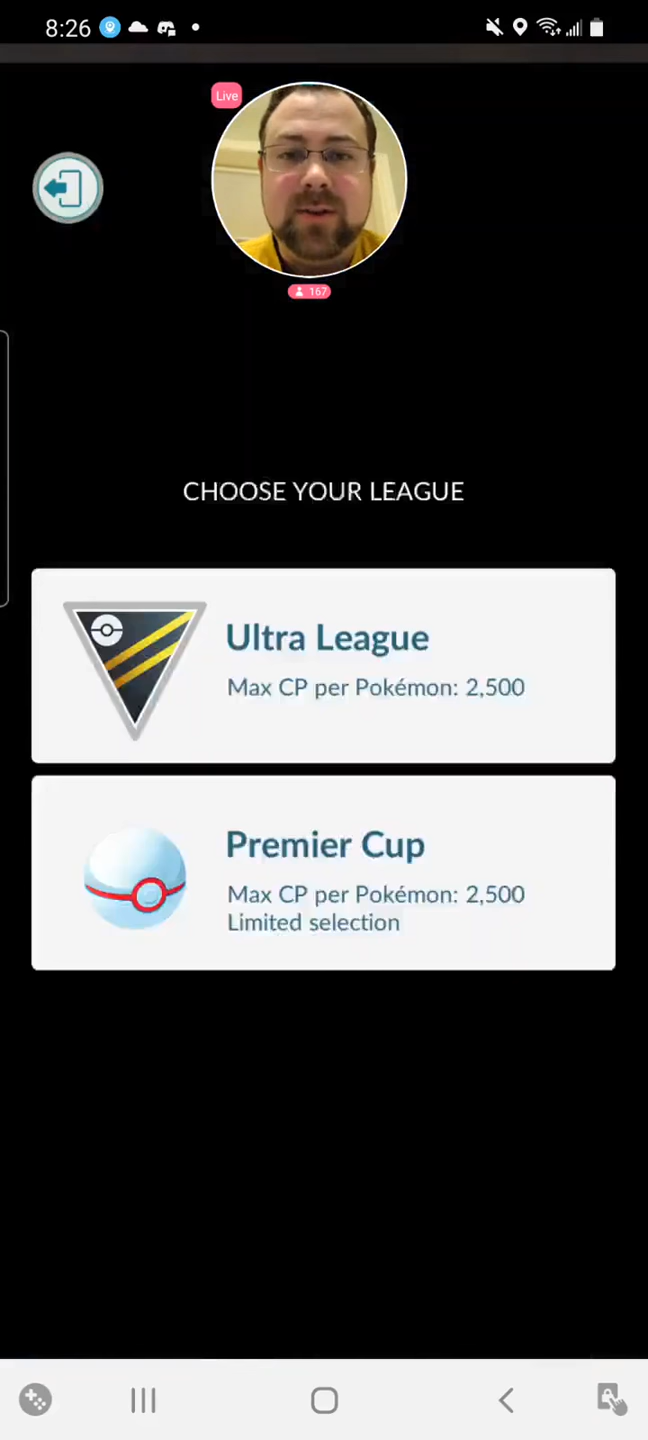 8:26
Live
167
CHOOSE YOUR LEAGUE
Ultra League
Max CP per Pokémon: 2,500
Premier Cup
Max CP per Pokémon: 2,500
Limited selection